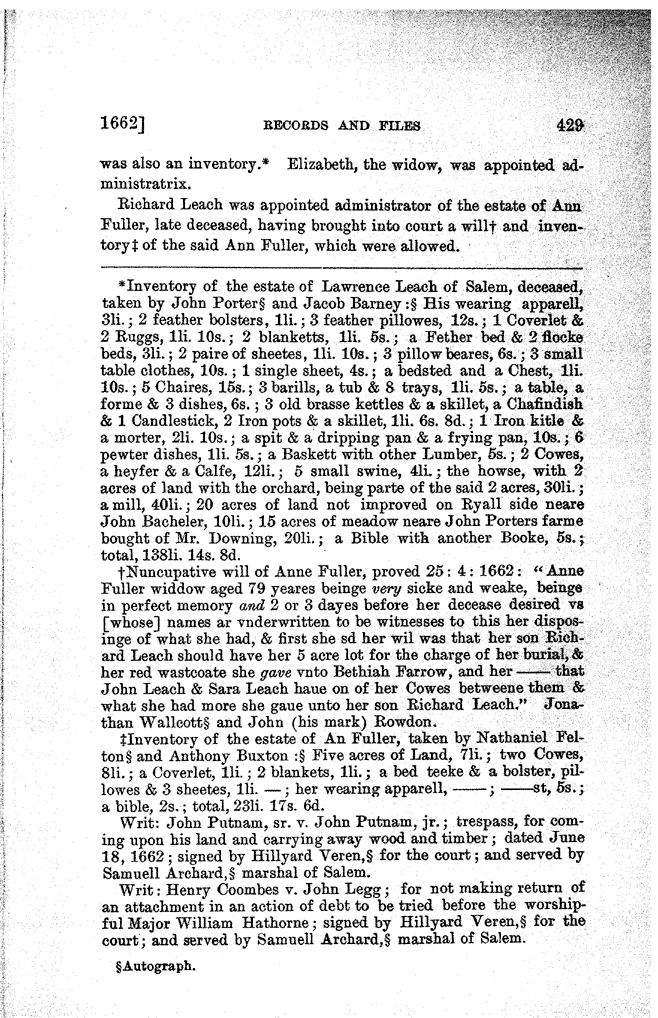 1662] RECORDS AND FILES 429
was also an inventory.* Elizabeth, the widow, was appointed ad-
ministratrix.
Richard Leach was appointed administrator of the estate of Ann
Fuller, late deceased, having brought into court a will† and inven-
tory‡ of the said Ann Fuller, which were allowed.
*Inventory of the estate of Lawrence Leach of Salem, deceased,
taken by John Porter§ and Jacob Barney:§ His wearing apparell,
3li.; 2 feather bolsters, 1li.; 3 feather pillowes, 12s.; 1 Coverlet &
2 Ruggs, 1li. 10s.; 2 blanketts, 1li. 5s.; a Fether bed & 2 flocke
beds, 3li.; 2 paire of sheetes, 1li. 10s.; 3 pillow beares, 6s.; 3 small
table clothes, 10s.; 1 single sheet, 4s.; a bedsted and a Chest, 1li.
10s.; 5 Chaires, 15s.; 3 barills, a tub & 8 trays, 1li. 5s.; a table, a
forme & 3 dishes, 6s.; 3 old brasse kettles & a skillet, a Chafindish
& 1 Candlestick, 2 Iron pots & a skillet, 1li. 6s. 8d.; 1 Iron kitle &
a morter, 2li. 10s.; a spit & a dripping pan & a frying pan, 10s.; 6
pewter dishes, 1li. 5s.; a Baskett with other Lumber, 5s.; 2 Cowes,
a heyfer & a Calfe, 12li.; 5 small swine, 4li.; the howse, with 2
acres of land with the orchard, being parte of the said 2 acres, 30li.;
a mill, 40li.; 20 acres of land not improved on Ryall side neare
John Bacheler, 10li.; 15 acres of meadow neare John Porters farme
bought of Mr. Downing, 20li.; a Bible with another Booke, 5s.;
total, 138li. 14s. 8d.
†Nuncupative will of Anne Fuller, proved 25: 4: 1662: "Anne
Fuller widdow aged 79 yeares beinge very sicke and weake, beinge
in perfect memory and 2 or 3 dayes before her decease desired vs
[whose] names ar vnderwritten to be witnesses to this her dispos-
inge of what she had, & first she sd her wil was that her son Rich-
ard Leach should have her 5 acre lot for the charge of her burial, &
her red wastcoate she gave vnto Bethiah Farrow, and her —— that
John Leach & Sara Leach haue on of her Cowes betweene them &
what she had more she gaue unto her son Richard Leach." Jona-
than Wallcott§ and John (his mark) Rowdon.
‡Inventory of the estate of An Fuller, taken by Nathaniel Fel-
ton§ and Anthony Buxton:§ Five acres of Land, 7li.; two Cowes,
8li.; a Coverlet, 1li.; 2 blankets, 1li.; a bed teeke & a bolster, pil-
lowes & 3 sheetes, 1li. —; her wearing apparell, ——; ——st, 5s.;
a bible, 2s.; total, 23li. 17s. 6d.
Writ: John Putnam, sr. v. John Putnam, jr.; trespass, for com-
ing upon his land and carrying away wood and timber; dated June
18, 1662; signed by Hillyard Veren,§ for the court; and served by
Samuell Archard,§ marshal of Salem.
Writ: Henry Coombes v. John Legg; for not making return of
an attachment in an action of debt to be tried before the worship-
ful Major William Hathorne; signed by Hillyard Veren,§ for the
court; and served by Samuell Archard,§ marshal of Salem.
§Autograph.